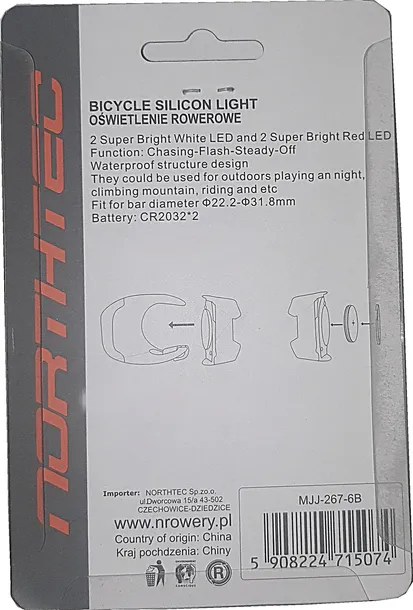 NORTHTEC
BICYCLE SILICON LIGHT
OŚWIETLENIE ROWEROWE
2 Super Bright White LED and 2 Super Bright Red LED
Function: Chasing-Flash-Steady-Off
Waterproof structure design
They could be used for outdoors playing an night,
climbing mountain, riding and etc
Fit for bar diameter Φ22.2-Φ31.8mm
Battery: CR2032*2
Importer: NORTHTEC Sp.zo.o.
ul.Dworcowa 15/a 43-502
CZECHOWICE-DZIEDZICE
www.nrowery.pl
Country of origin: China
Kraj pochodzenia: Chiny
R
MJJ-267-6B
5 908224 715074